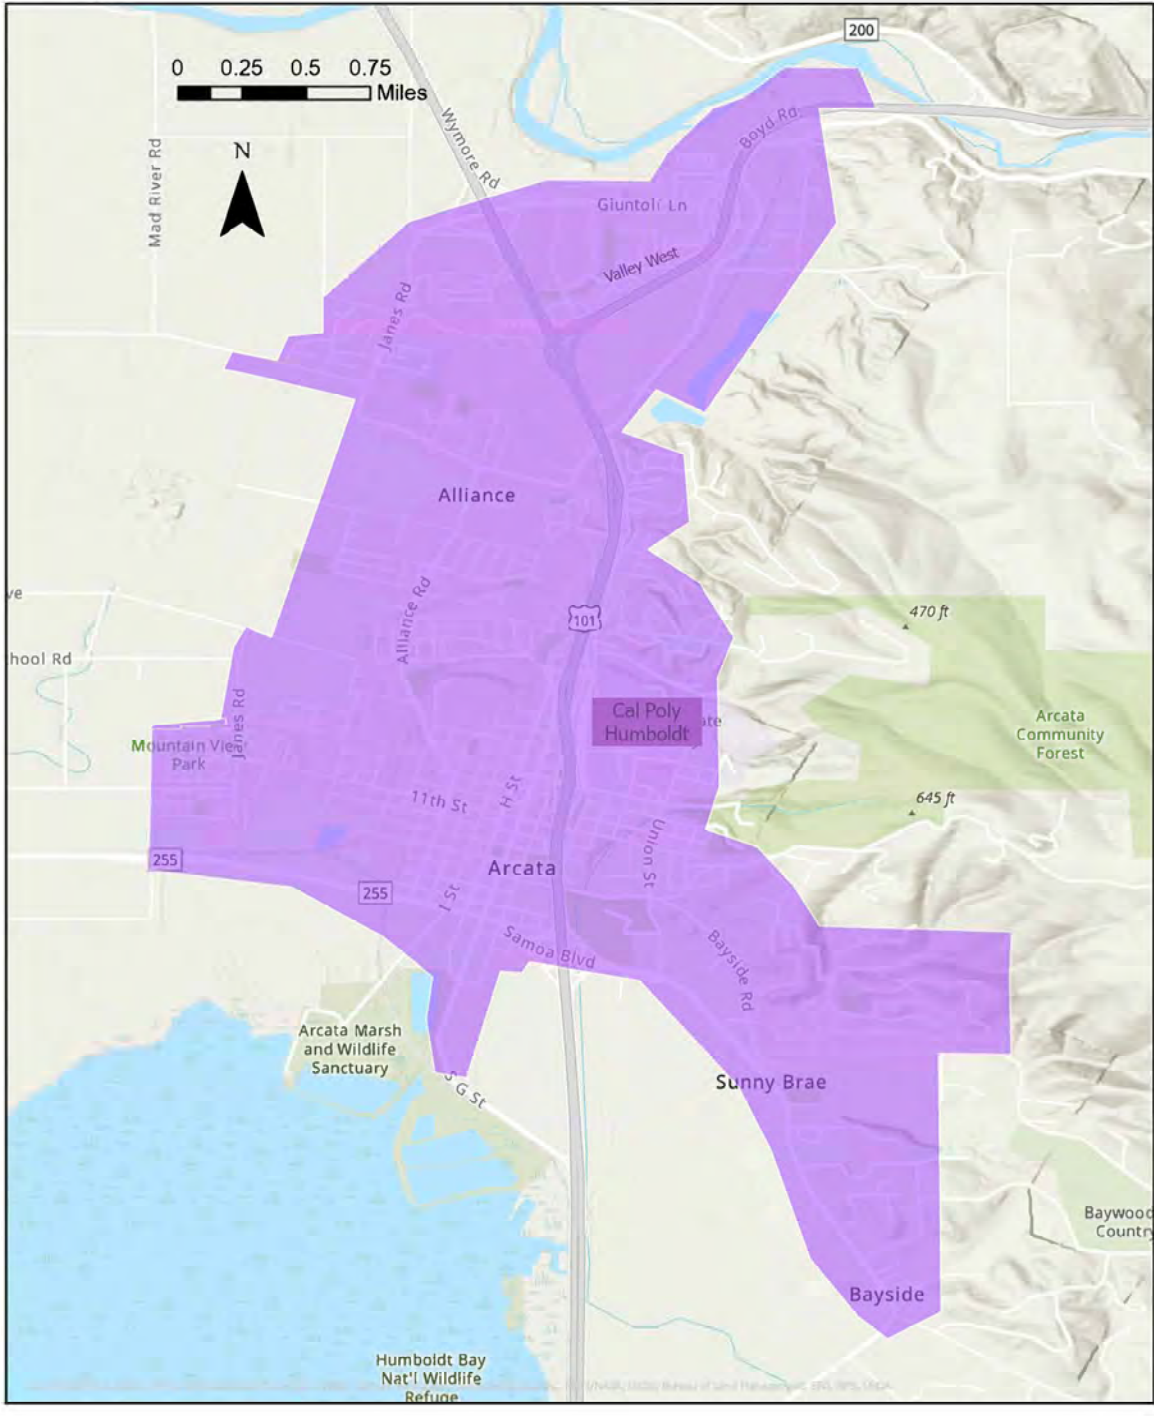 200
0 0.25 0.5 0.75
Miles
N
Mad River Rd
Wymore Rd
Boyd Rd
Giuntoli Ln
Valley West
Janes Rd
Alliance
ve
101
Alliance Rd
470 ft
hool Rd
Janes Rd
Cal Poly
Humboldt
ate
Arcata
Community
Forest
Mountain View
Park
11th St
H St
645 ft
Union St
255
Arcata
255
I St
Samoa Blvd
Bayside Rd
Arcata Marsh
and Wildlife
Sanctuary
S G St
Sunny Brae
Baywood
Country
Bayside
Humboldt Bay
Nat'l Wildlife
Refuge